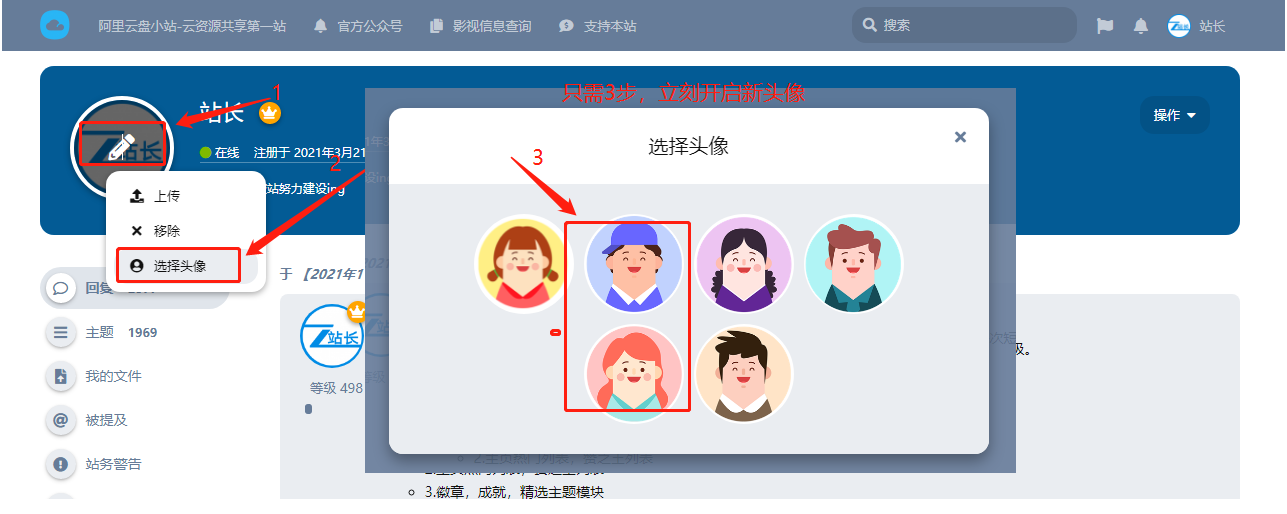 阿里云盘小站-云资源共享第一站 官方公众号 影视信息查询 支持本站 搜索 站长
只需3步，立刻开启新头像
1
站长 操作
在线 注册于 2021年3月21
选择头像
2
3
站努力建设ing
上传
移除
选择头像
于 【2021年1
回复
主题 1969
站长
站长
等级 498
我的文件
被提及
站务警告
级。
3.徽章，成就，精选主题模块